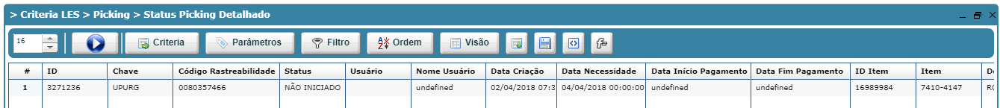 > Criteria LES > Picking > Status Picking Detalhado
16 Criteria Parâmetros Filtro Ordem Visão
# ID Chave Código Rastreabilidade Status Usuário Nome Usuário Data Criação Data Necessidade Data Início Pagamento Data Fim Pagamento ID Item Item
1 3271236 UPURG 0080357466 NÃO INICIADO undefined 02/04/2018 07:3 04/04/2018 00:00:00 undefined undefined 16989984 7410-4147